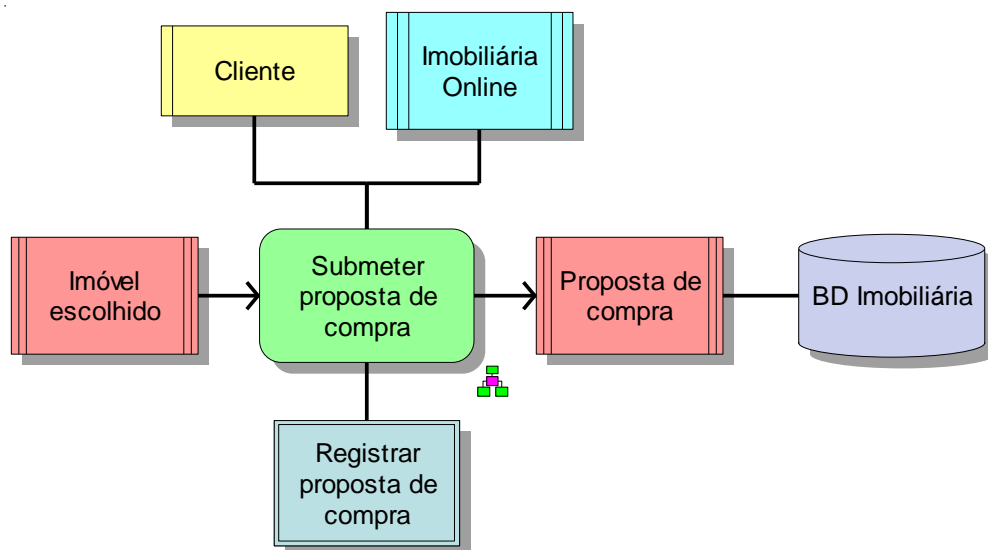 Cliente
Imobiliária
Online
Imóvel
escolhido
Submeter
proposta de
compra
Proposta de
compra
BD Imobiliária
Registrar
proposta de
compra